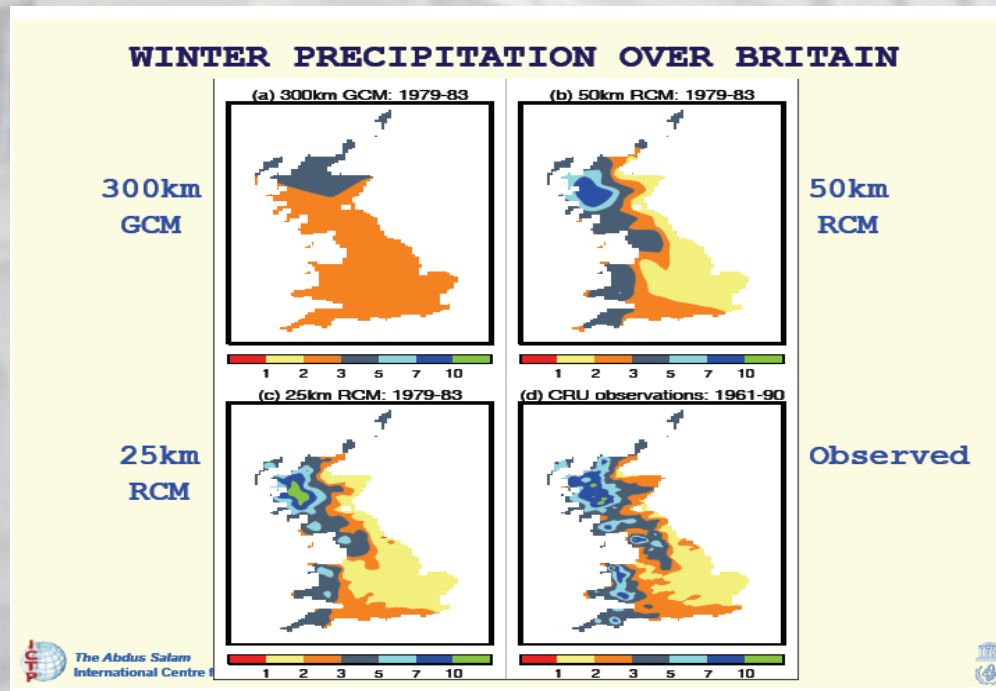 WINTER PRECIPITATION OVER BRITAIN
(a) 300km GCM: 1979-83
(b) 50km RCM: 1979-83
300km
GCM
50km
RCM
1 2 3 5 7 10
1 2 3 5 7 10
(c) 25km RCM: 1979-83
(d) CRU observations: 1961-90
25km
RCM
Observed
1 2 3 5 7 10
1 2 3 5 7 10
ICTP
The Abdus Salam
International Centre f